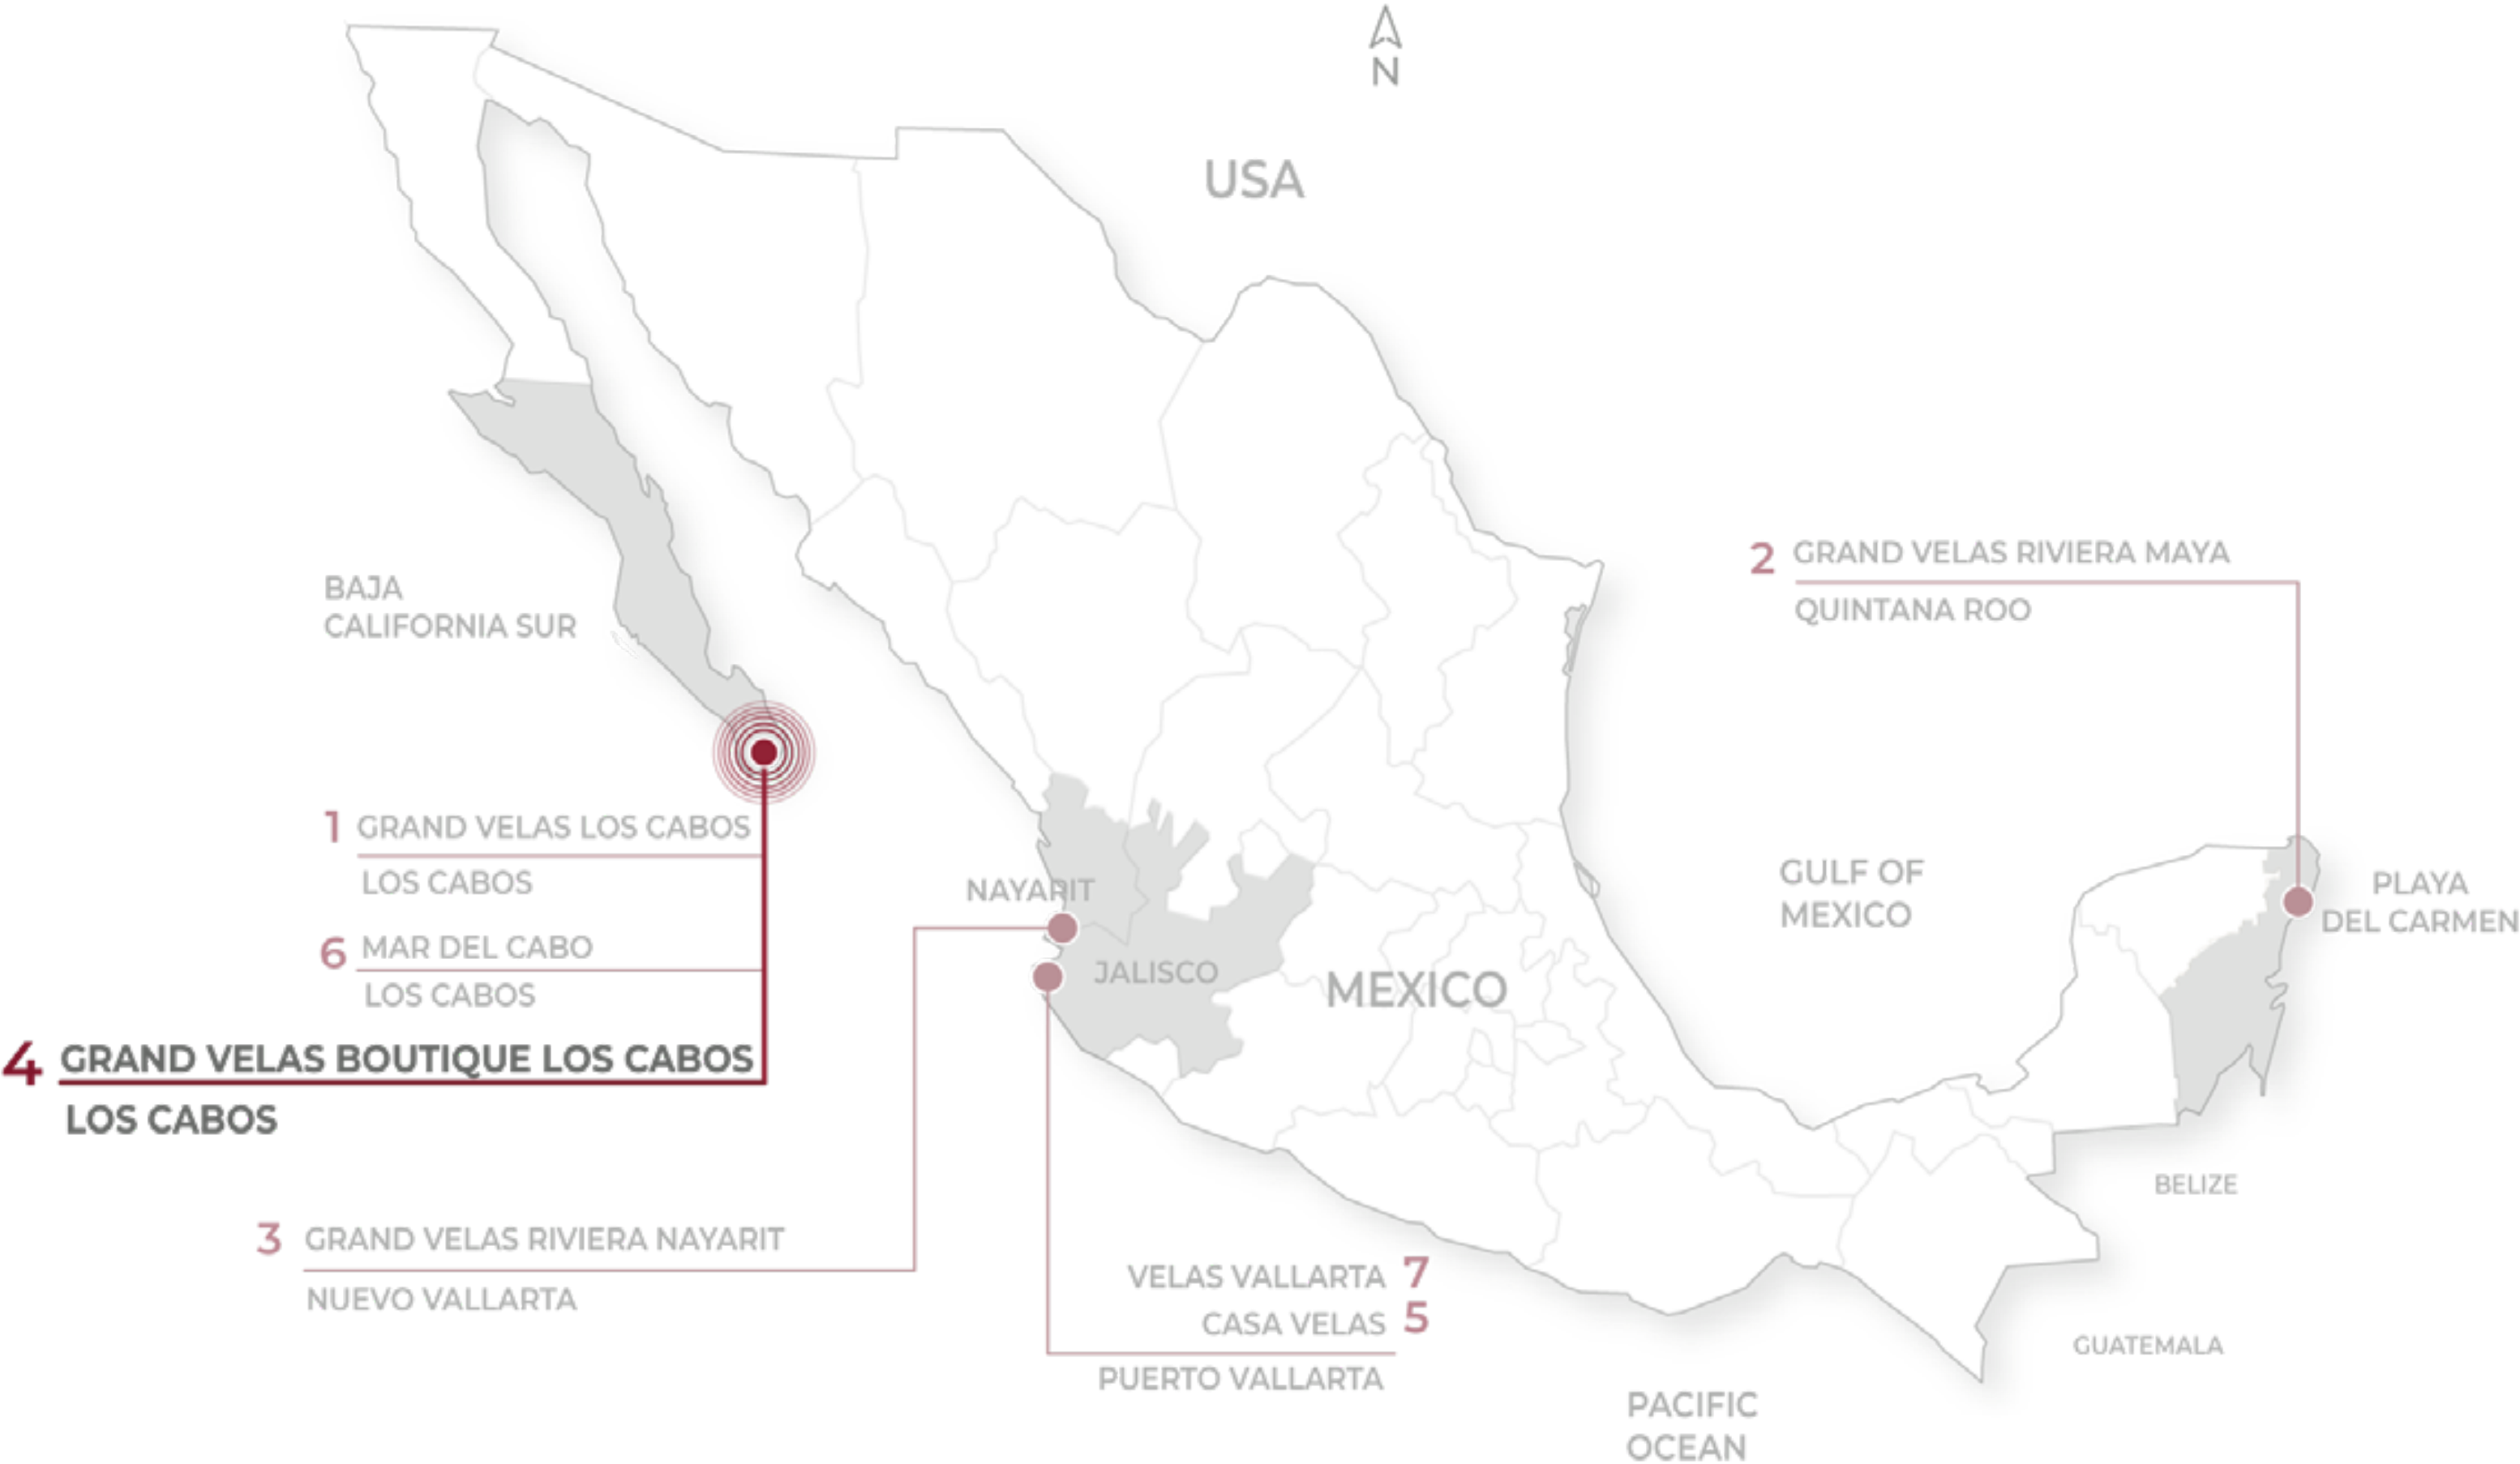 N
USA
2 GRAND VELAS RIVIERA MAYA
QUINTANA ROO
BAJA
CALIFORNIA SUR
1 GRAND VELAS LOS CABOS
LOS CABOS
6 MAR DEL CABO
LOS CABOS
4 GRAND VELAS BOUTIQUE LOS CABOS
LOS CABOS
NAYARIT
JALISCO
MEXICO
GULF OF
MEXICO
PLAYA
DEL CARMEN
BELIZE
3 GRAND VELAS RIVIERA NAYARIT
NUEVO VALLARTA
VELAS VALLARTA 7
CASA VELAS 5
PUERTO VALLARTA
GUATEMALA
PACIFIC
OCEAN